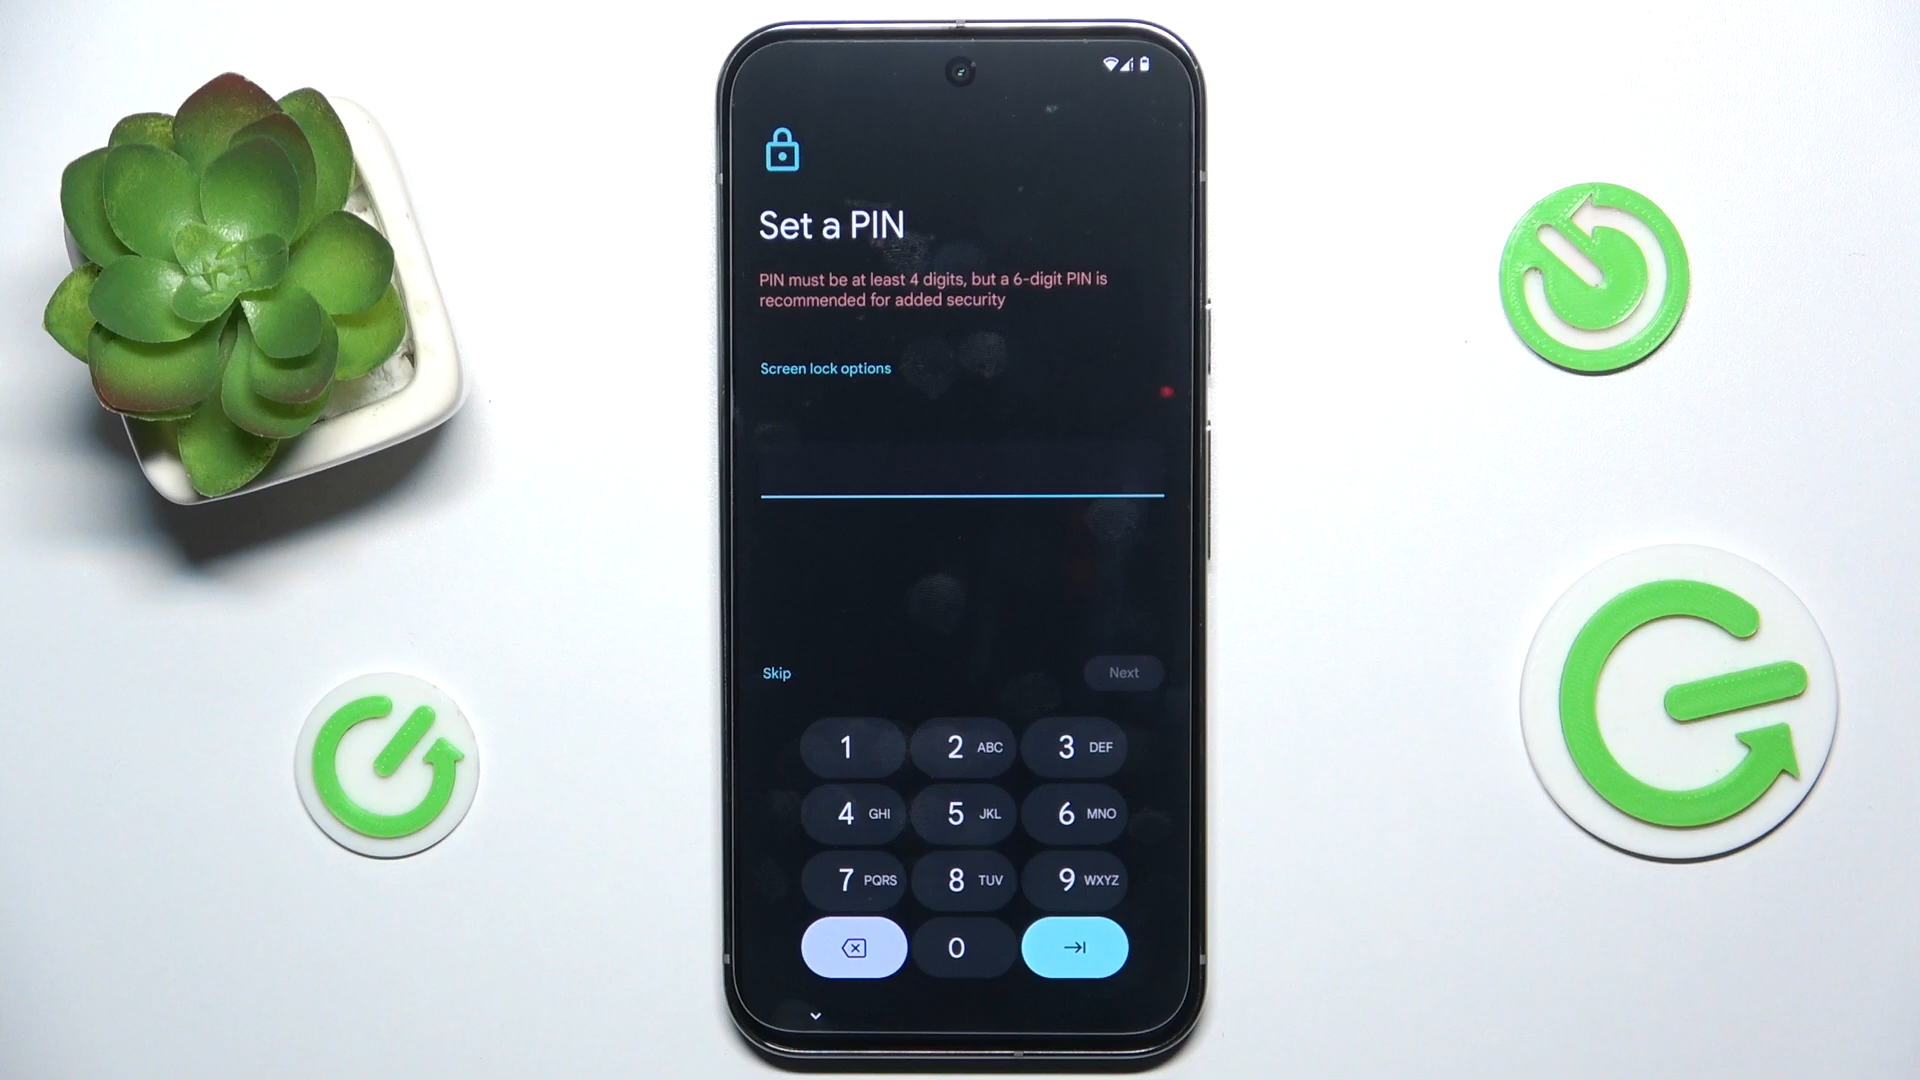 Set a PIN
PIN must be at least 4 digits, but a 6-digit PIN is
recommended for added security
Screen lock options
Skip
Next
1
2 ABC
3 DEF
4 GHI
5 JKL
6 MNO
7 PQRS
8 TUV
9 WXYZ
0